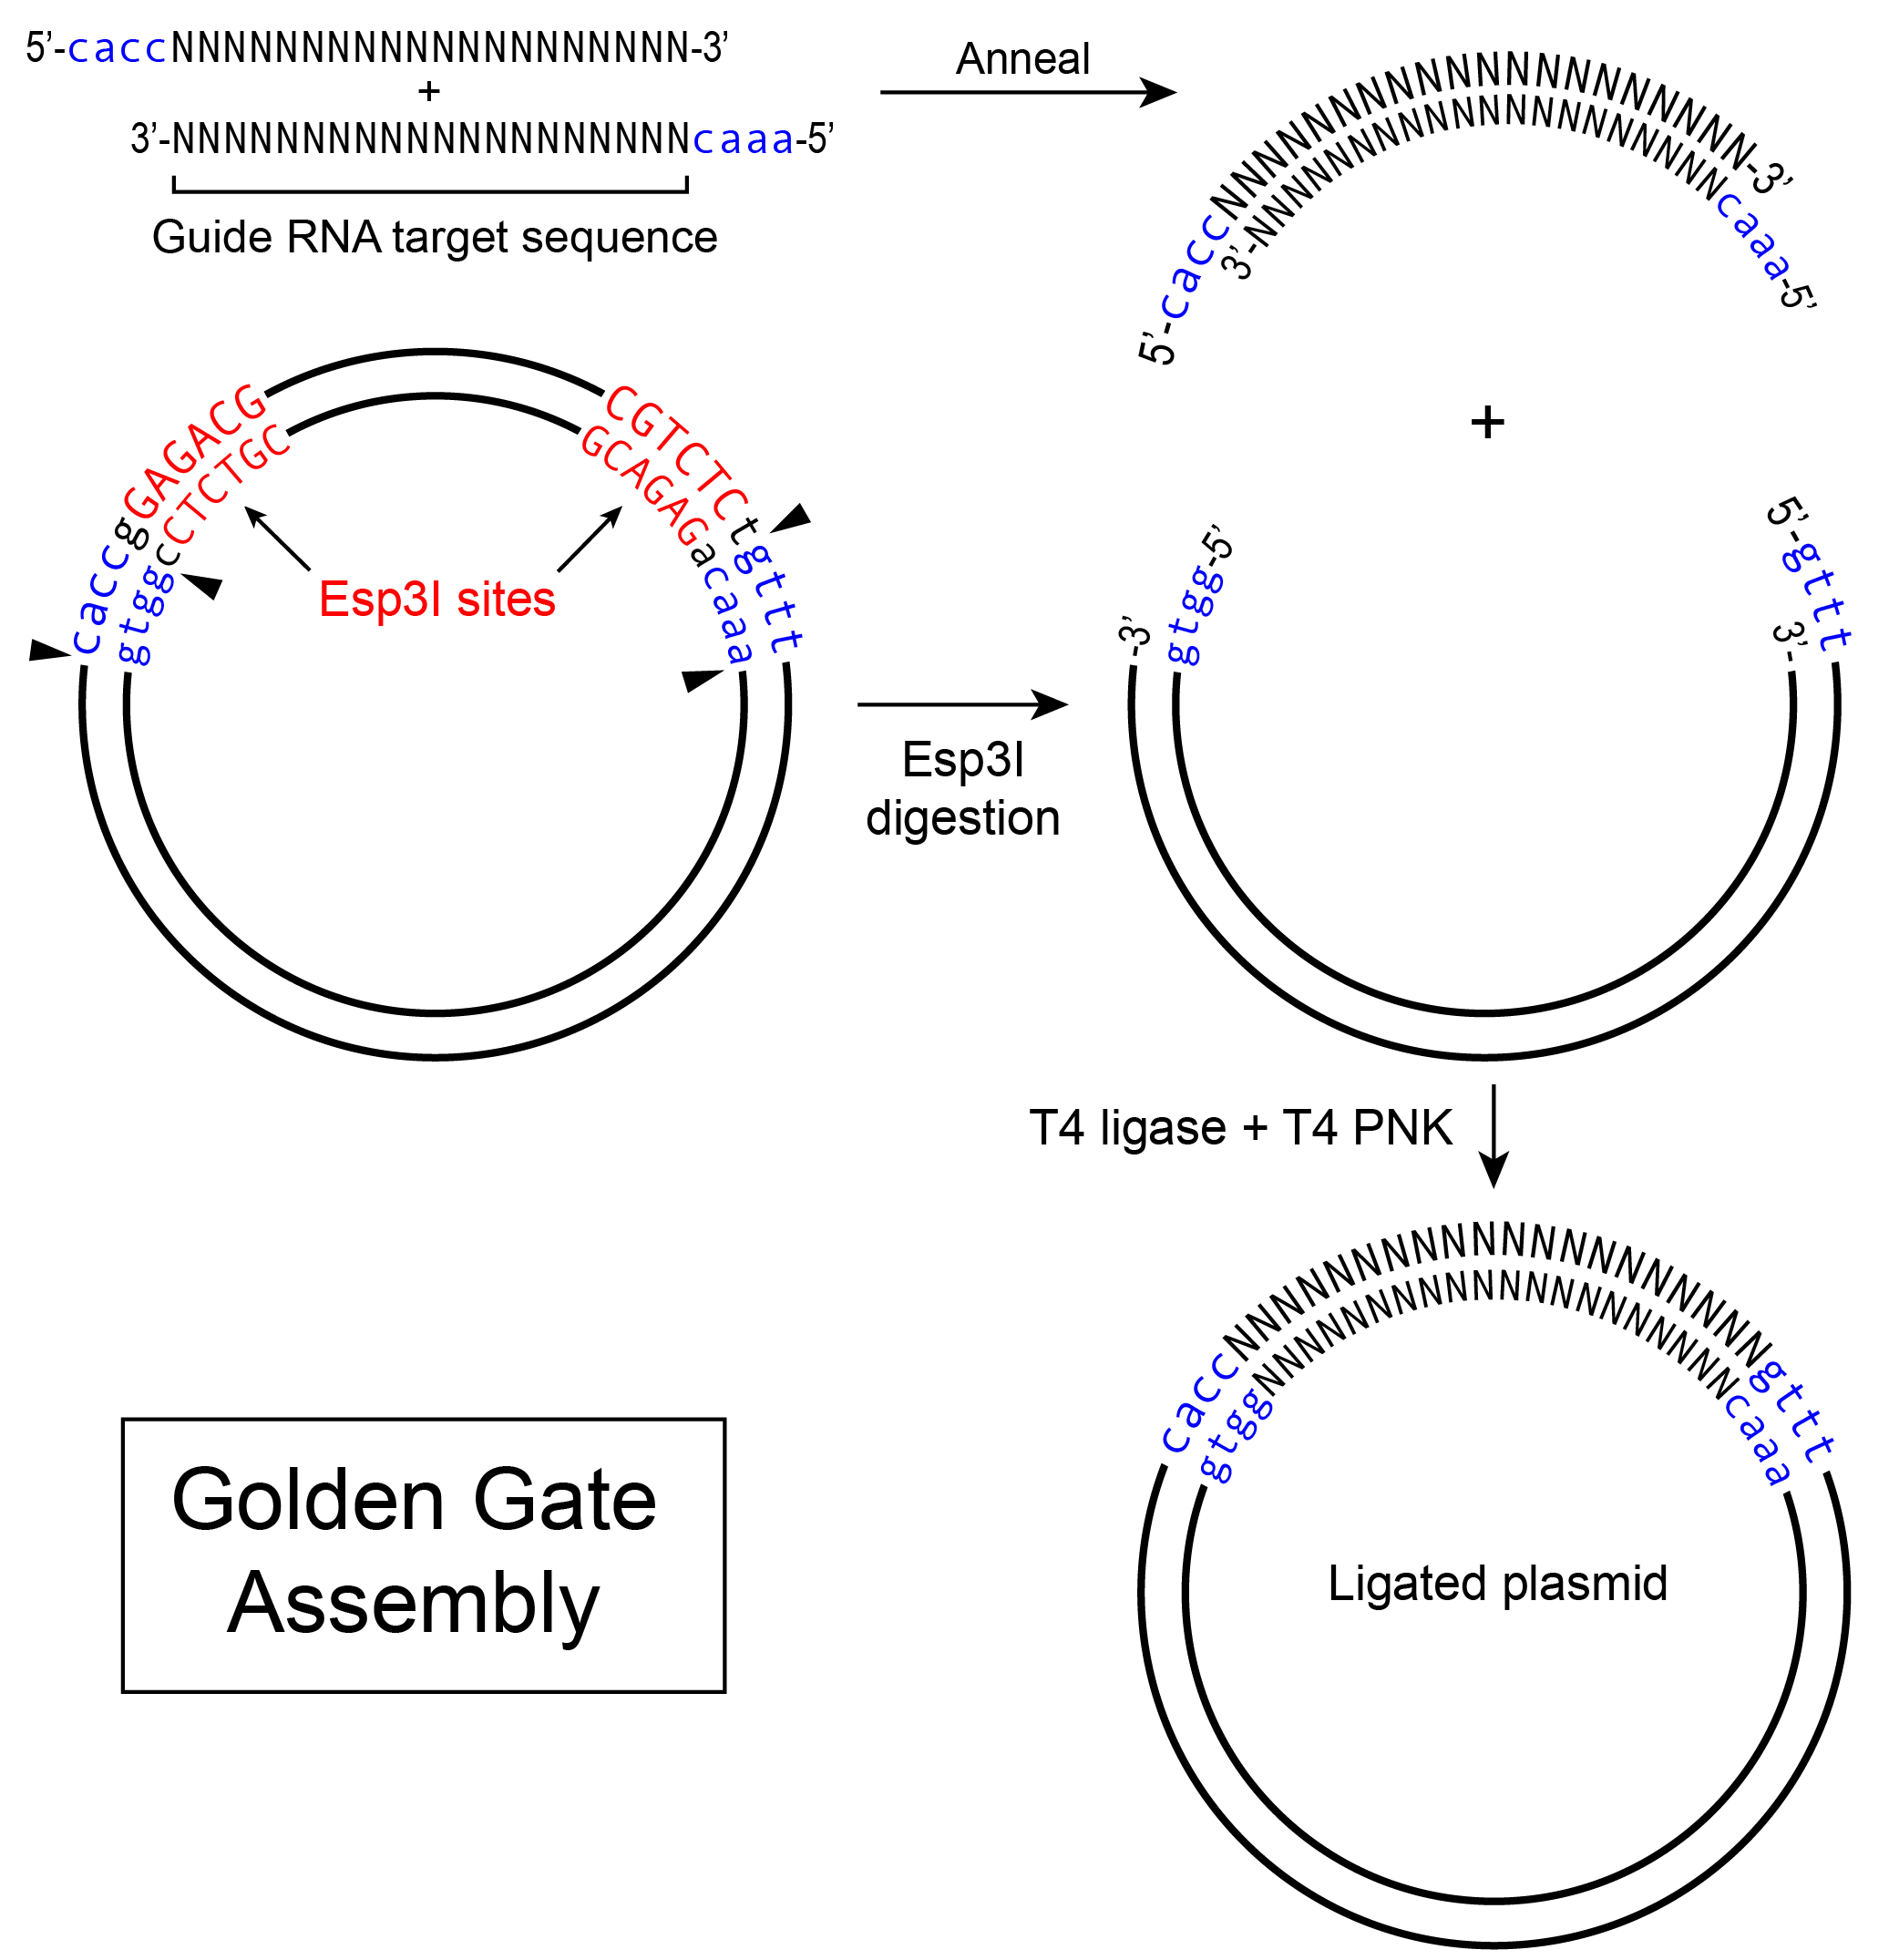 5’-caccNNNNNNNNNNNNNNNNNNNN-3’
+
3’-NNNNNNNNNNNNNNNNNNNNcaaa-5’
Guide RNA target sequence
Anneal
5’-caccNNNNNNNNNNNNNNNNNNNN-3’
3’-NNNNNNNNNNNNNNNNNNNNcaaa-5’
+
caccgGAGACG
gtggcCTCTGC
CGTCTCtgttt
GCAGAGacaaa
Esp3I sites
Esp3I
digestion
-3’
gtgg-5’
5’-gttt
3’-
T4 ligase + T4 PNK
caccNNNNNNNNNNNNNNNNNNNNgttt
gtggNNNNNNNNNNNNNNNNNNNNcaaa
Ligated plasmid
Golden Gate
Assembly